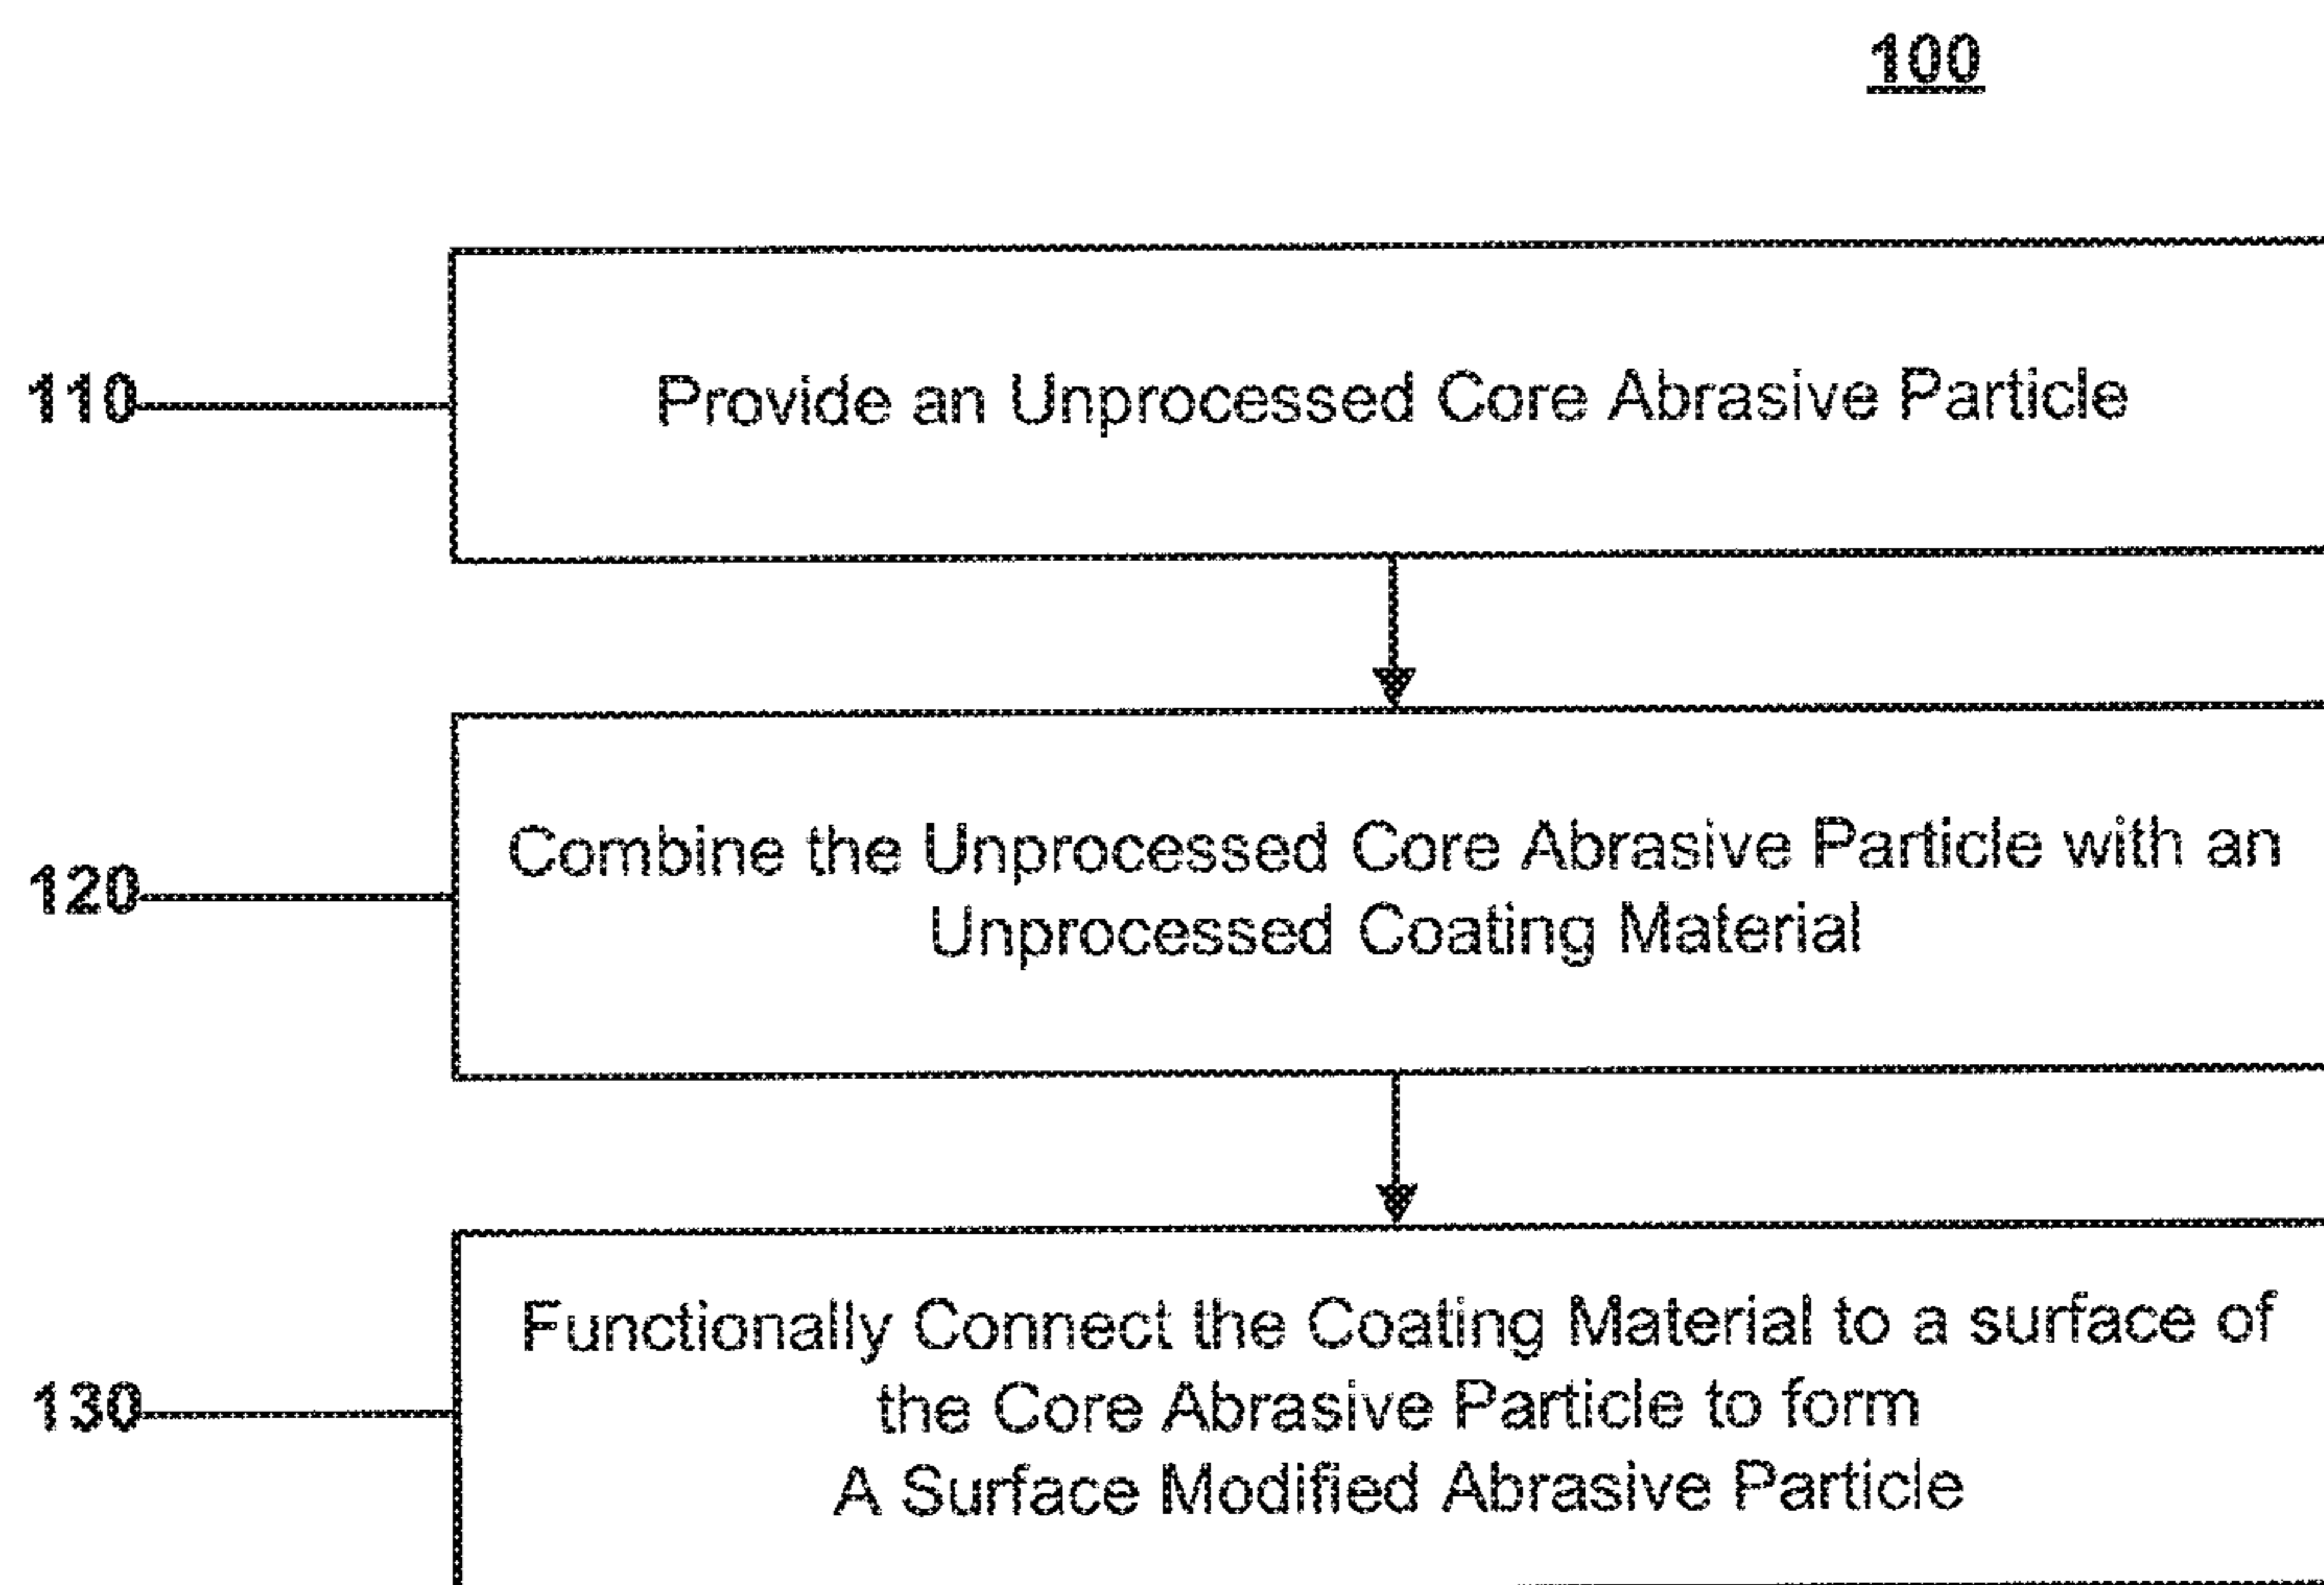 100
110
Provide an Unprocessed Core Abrasive Particle
120
Combine the Unprocessed Core Abrasive Particle with an
Unprocessed Coating Material
130
Functionally Connect the Coating Material to a surface of
the Core Abrasive Particle to form
A Surface Modified Abrasive Particle